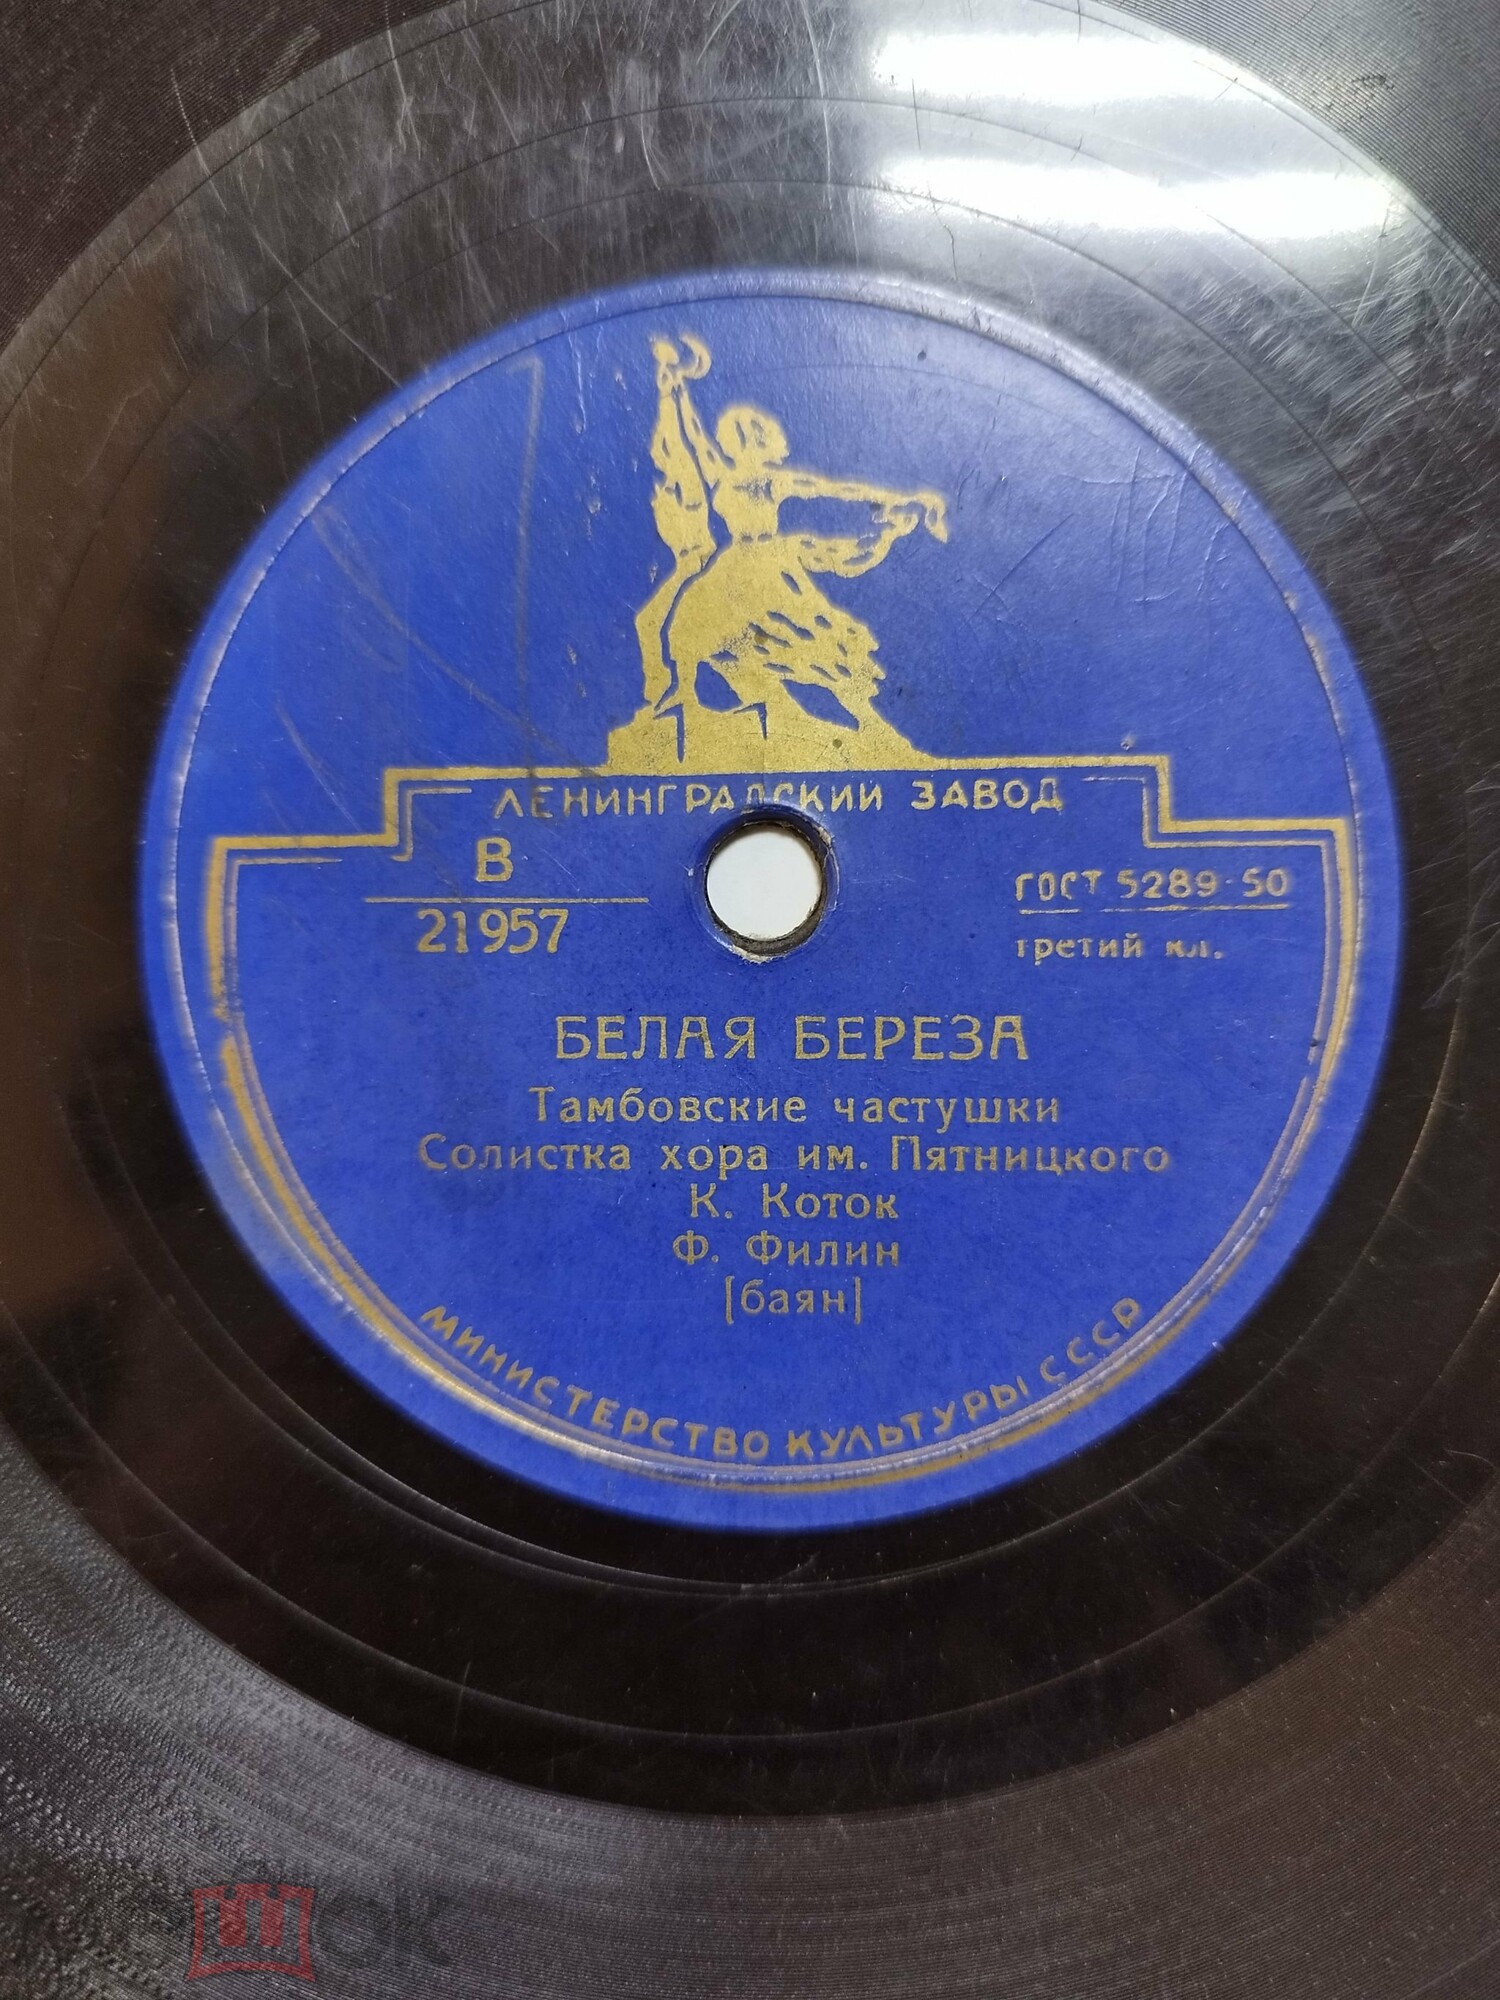 ЛЕНИНГРАДСКИЙ ЗАВОД
В
21957
ГОСТ 5289-50
третий кл.
БЕЛАЯ БЕРЕЗА
Тамбовские частушки
Солистка хора им. Пятницкого
К. Коток
Ф. Филин
[баян]
МИНИСТЕРСТВО КУЛЬТУРЫ СССР